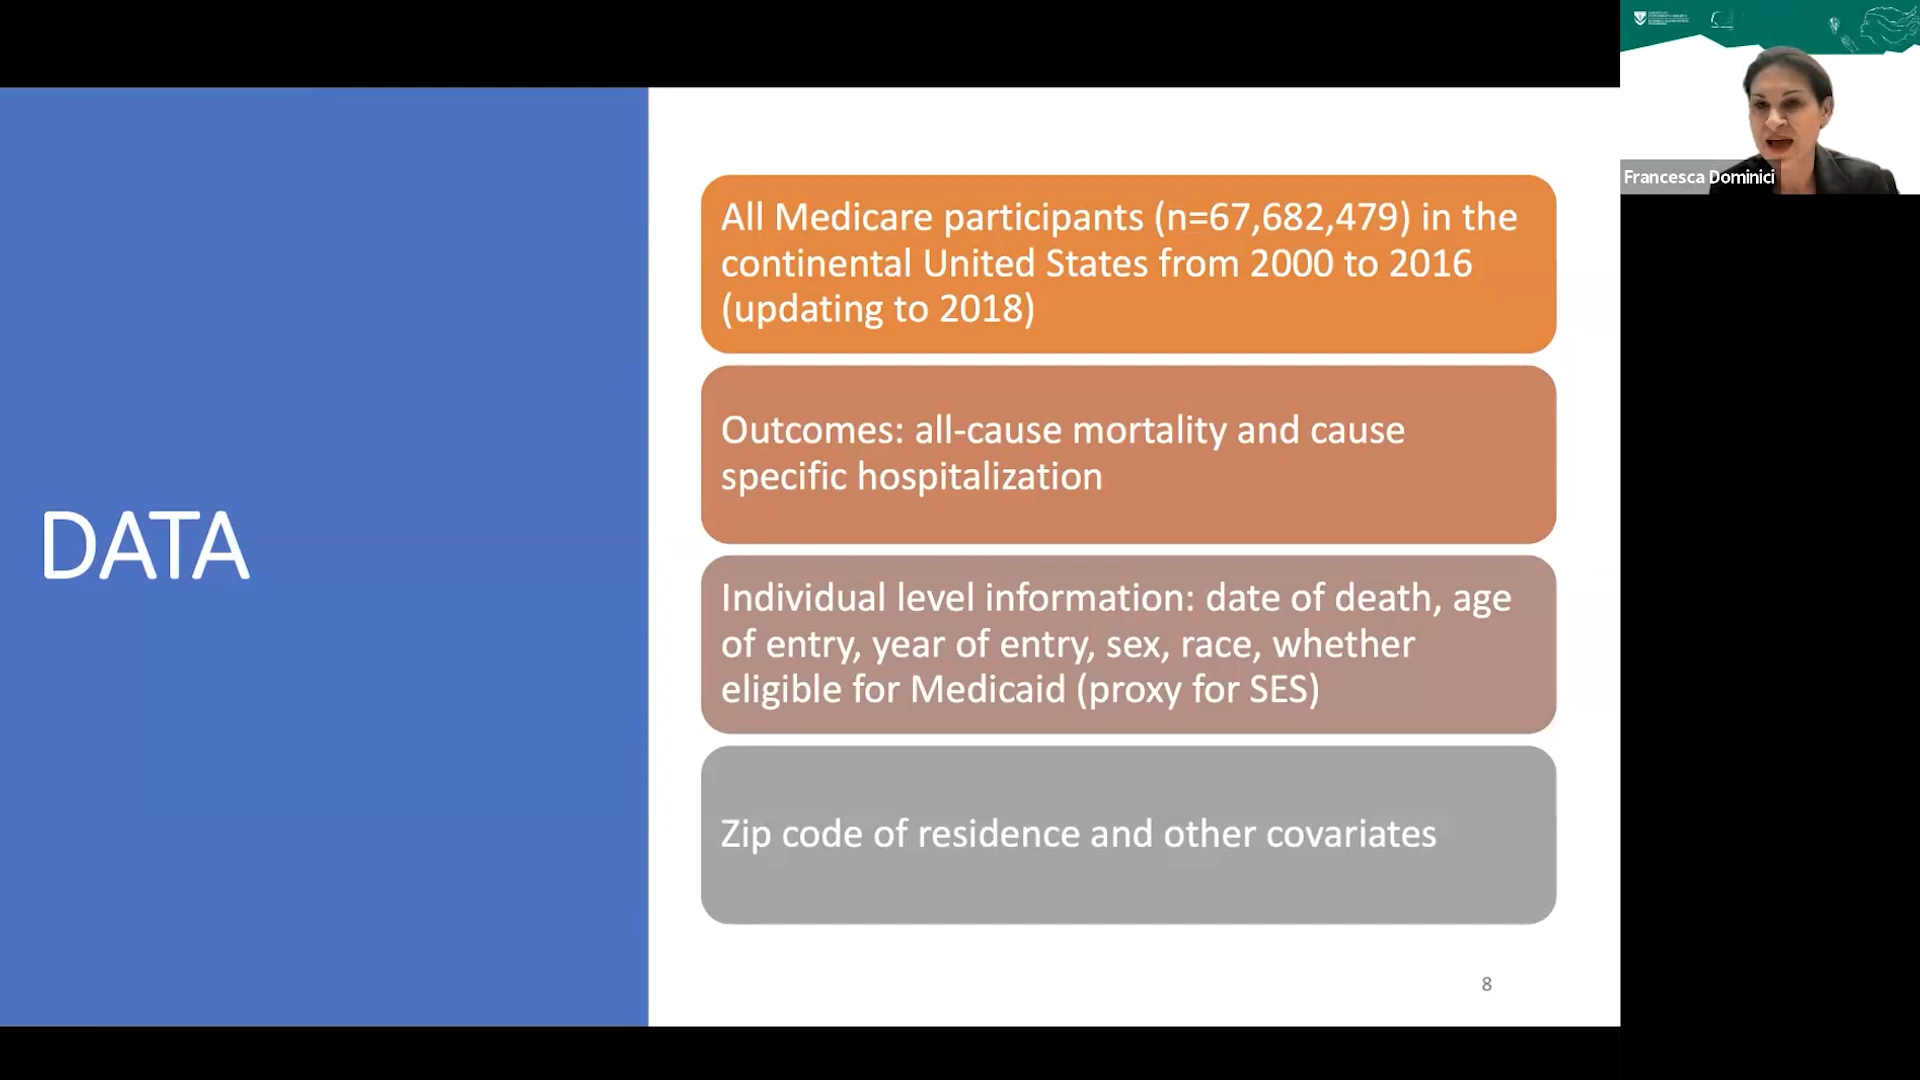 Francesca Dominici
DATA
All Medicare participants (n=67,682,479) in the
continental United States from 2000 to 2016
(updating to 2018)
Outcomes: all-cause mortality and cause
specific hospitalization
Individual level information: date of death, age
of entry, year of entry, sex, race, whether
eligible for Medicaid (proxy for SES)
Zip code of residence and other covariates
8